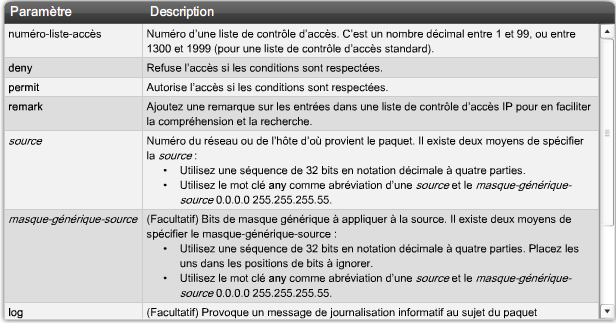 Paramètre Description
numéro-liste-accès Numéro d'une liste de contrôle d'accès. C'est un nombre décimal entre 1 et 99, ou entre
1300 et 1999 (pour une liste de contrôle d'accès standard).
deny Refuse l'accès si les conditions sont respectées.
permit Autorise l'accès si les conditions sont respectées.
remark Ajoutez une remarque sur les entrées dans une liste de contrôle d'accès IP pour en faciliter
la compréhension et la recherche.
source Numéro du réseau ou de l'hôte d'où provient le paquet. Il existe deux moyens de spécifier
la source :
• Utilisez une séquence de 32 bits en notation décimale à quatre parties.
• Utilisez le mot clé any comme abréviation d'une source et le masque-générique-
source 0.0.0.0 255.255.255.55.
masque-générique-source (Facultatif) Bits de masque générique à appliquer à la source. Il existe deux moyens de
spécifier le masque-générique-source :
• Utilisez une séquence de 32 bits en notation décimale à quatre parties. Placez les
uns dans les positions de bits à ignorer.
• Utilisez le mot clé any comme abréviation d'une source et le masque-générique-
source 0.0.0.0 255.255.255.55.
log (Facultatif) Provoque un message de journalisation informatif au sujet du paquet